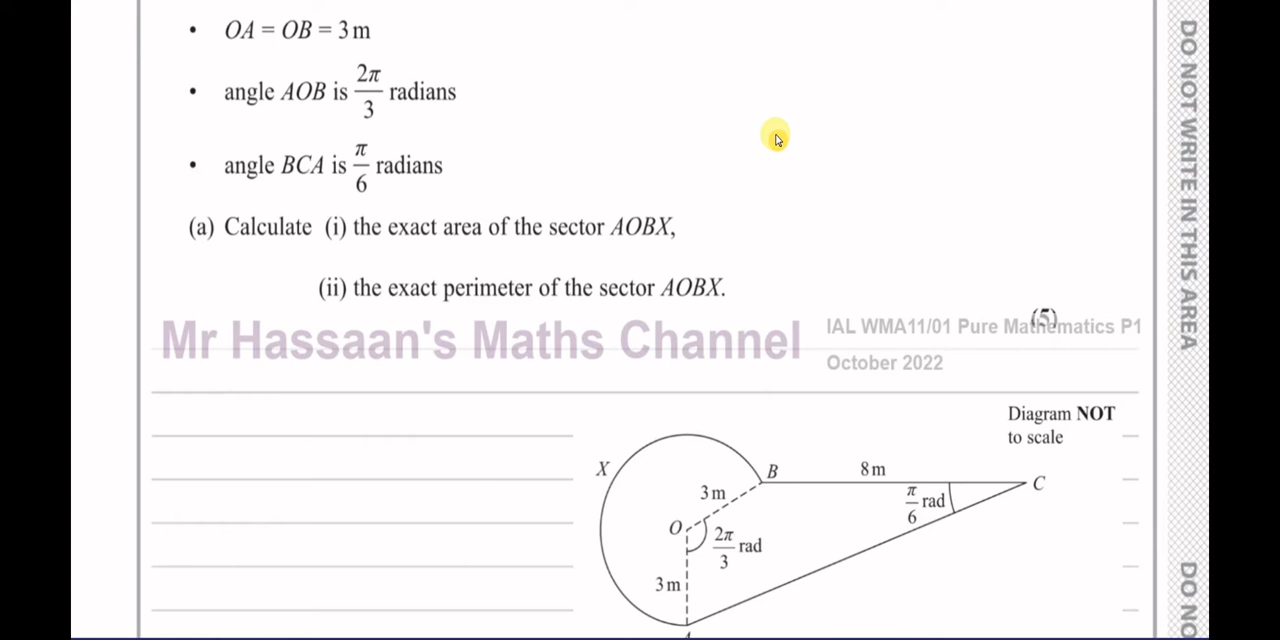 • OA = OB = 3 m
• angle AOB is 2π/3 radians
• angle BCA is π/6 radians
(a) Calculate (i) the exact area of the sector AOBX,
(ii) the exact perimeter of the sector AOBX.
(5)
Mr Hassaan's Maths Channel
IAL WMA11/01 Pure Mathematics P1
October 2022
Diagram NOT
to scale
X
B
8 m
C
3 m
π/6 rad
O
2π/3 rad
3 m
DO NOT WRITE IN THIS AREA
DO NO